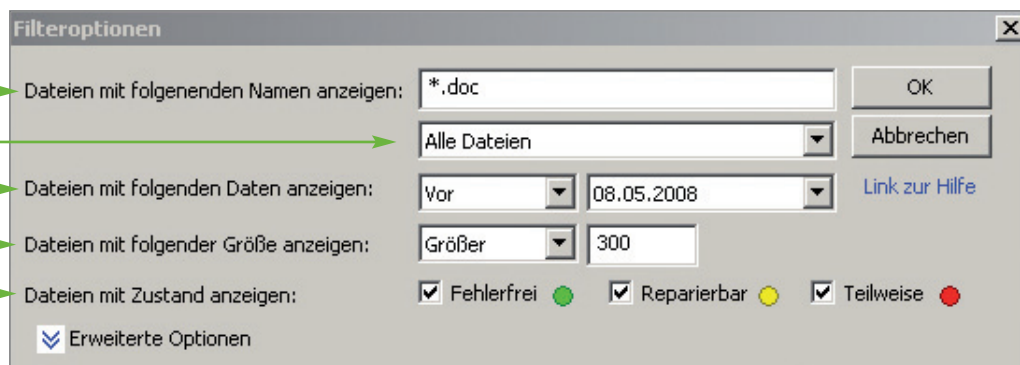 Filteroptionen
Dateien mit folgenenden Namen anzeigen: *.doc OK
Alle Dateien Abbrechen
Dateien mit folgenden Daten anzeigen: Vor 08.05.2008 Link zur Hilfe
Dateien mit folgender Größe anzeigen: Größer 300
Dateien mit Zustand anzeigen: Fehlerfrei Reparierbar Teilweise
Erweiterte Optionen